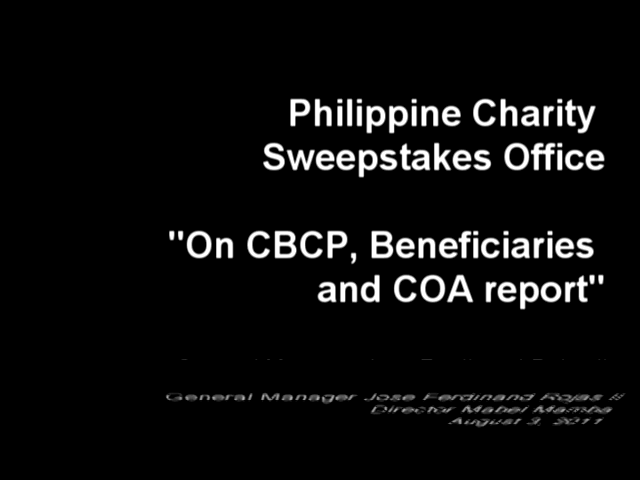 Philippine Charity
Sweepstakes Office
"On CBCP, Beneficiaries
and COA report"
General Manager Jose Ferdinand Rojas II
Director Mabel Mamba
August 3, 2011